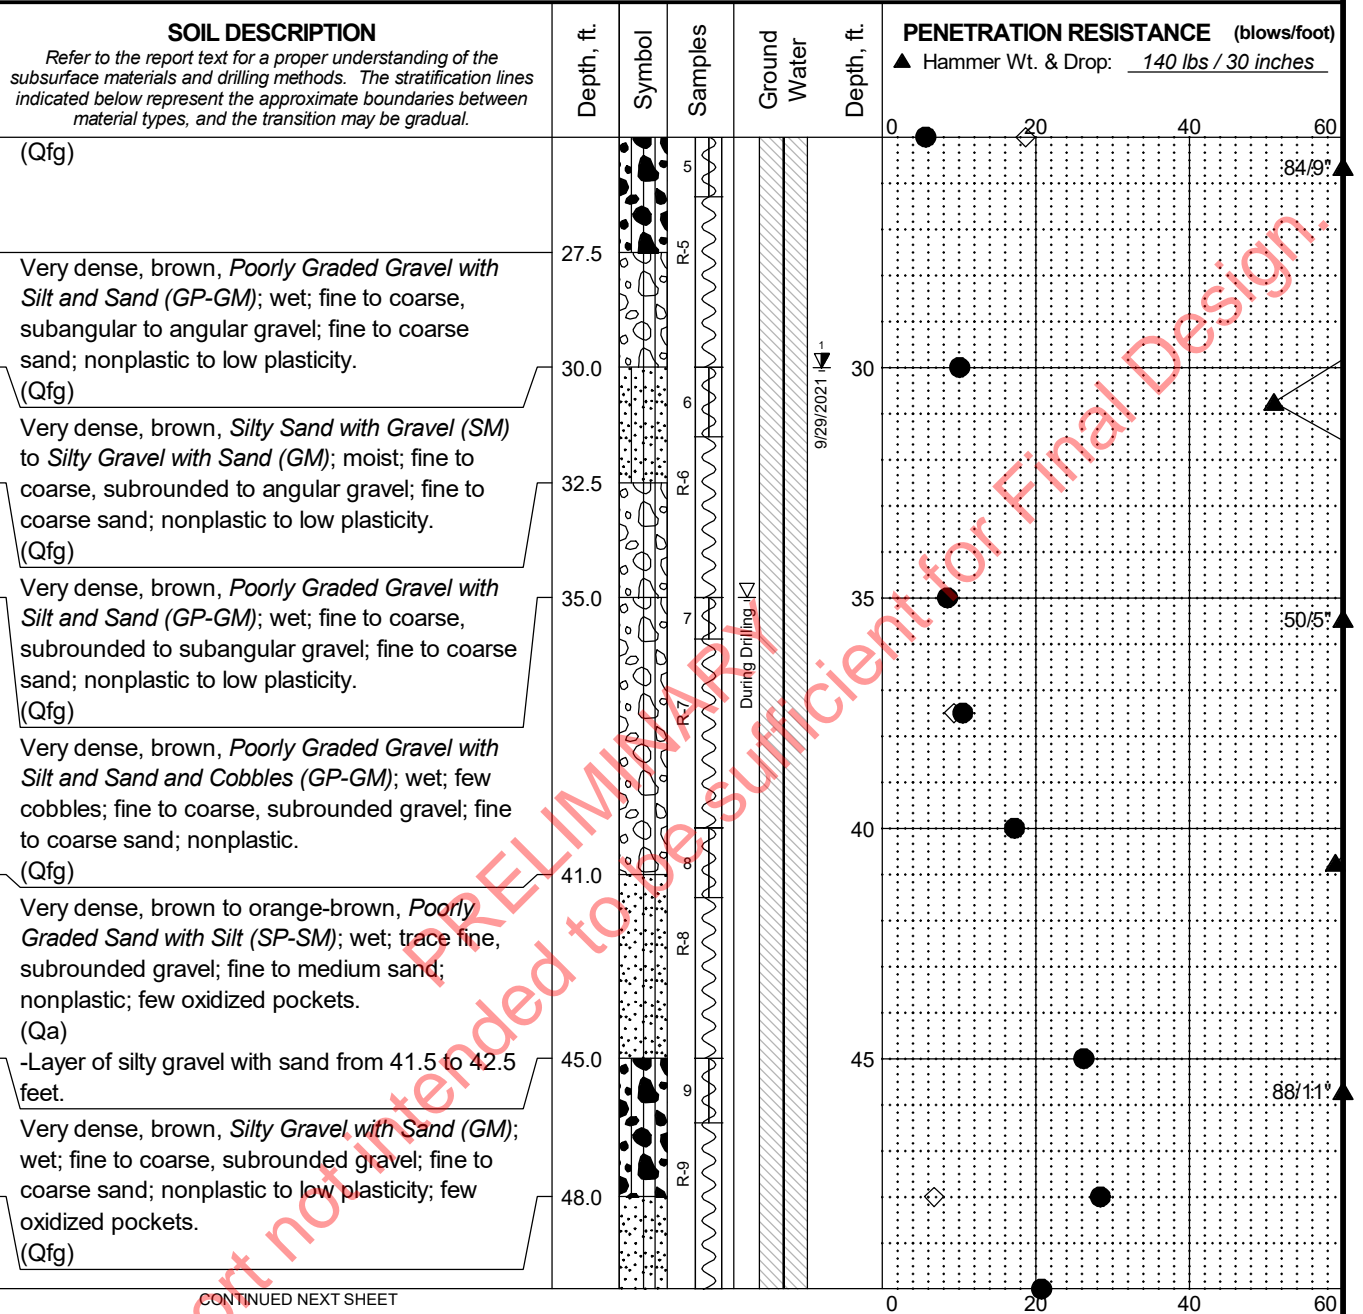 SOIL DESCRIPTION
Refer to the report text for a proper understanding of the
subsurface materials and drilling methods. The stratification lines
indicated below represent the approximate boundaries between
material types, and the transition may be gradual.
Depth, ft.
Symbol
Samples
Ground
Water
Depth, ft.
PENETRATION RESISTANCE (blows/foot)
▲ Hammer Wt. & Drop: 140 lbs / 30 inches
0 20 40 60
(Qfg)
27.5
Very dense, brown, Poorly Graded Gravel with
Silt and Sand (GP-GM); wet; fine to coarse,
subangular to angular gravel; fine to coarse
sand; nonplastic to low plasticity.
(Qfg)
30.0
Very dense, brown, Silty Sand with Gravel (SM)
to Silty Gravel with Sand (GM); moist; fine to
coarse, subrounded to angular gravel; fine to
coarse sand; nonplastic to low plasticity.
(Qfg)
32.5
Very dense, brown, Poorly Graded Gravel with
Silt and Sand (GP-GM); wet; fine to coarse,
subrounded to subangular gravel; fine to coarse
sand; nonplastic to low plasticity.
(Qfg)
35.0
Very dense, brown, Poorly Graded Gravel with
Silt and Sand and Cobbles (GP-GM); wet; few
cobbles; fine to coarse, subrounded gravel; fine
to coarse sand; nonplastic.
(Qfg)
41.0
Very dense, brown to orange-brown, Poorly
Graded Sand with Silt (SP-SM); wet; trace fine,
subrounded gravel; fine to medium sand;
nonplastic; few oxidized pockets.
(Qa)
-Layer of silty gravel with sand from 41.5 to 42.5
feet.
45.0
Very dense, brown, Silty Gravel with Sand (GM);
wet; fine to coarse, subrounded gravel; fine to
coarse sand; nonplastic to low plasticity; few
oxidized pockets.
(Qfg)
48.0
CONTINUED NEXT SHEET
5
R-5
6
R-6
7
R-7
8
R-8
9
R-9
During Drilling
9/29/2021
1
30
35
40
45
84/9"
50/5"
88/11"
0 20 40 60
PRELIMINARY
not intended to be sufficient for Final Design.